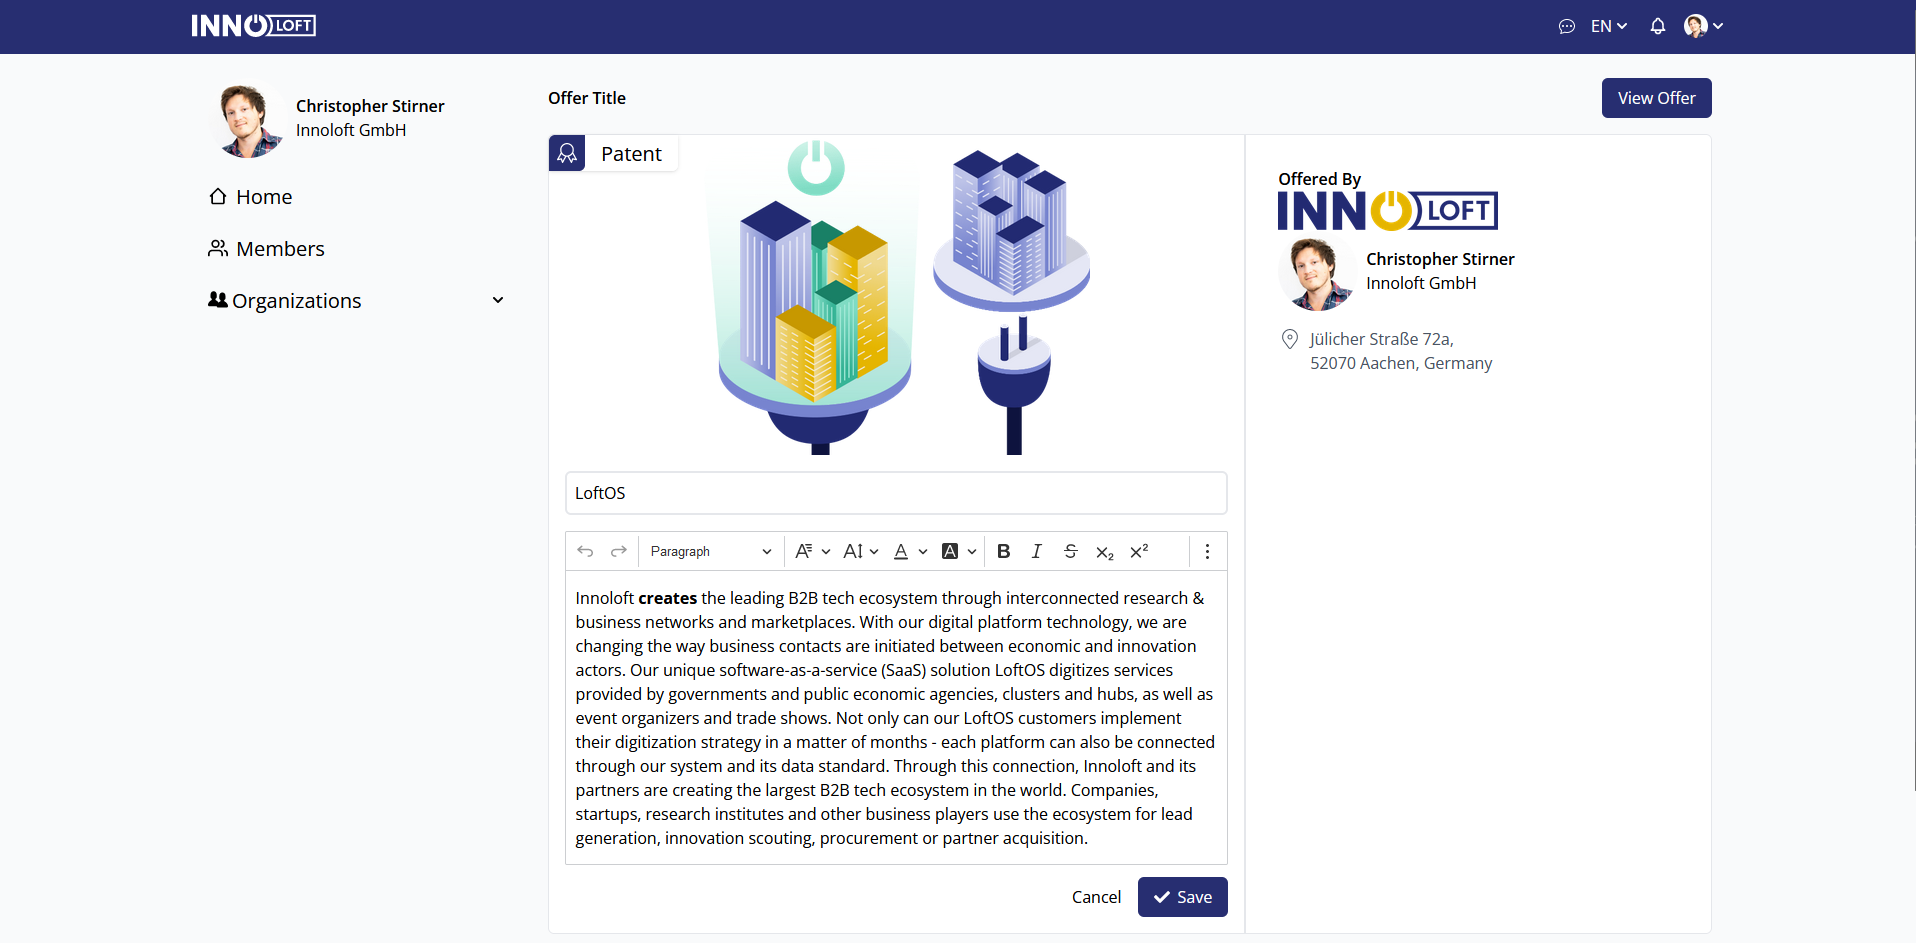 INNOLOFT
EN
Christopher Stirner
Innoloft GmbH
Home
Members
Organizations
Offer Title
View Offer
Patent
LoftOS
Paragraph
Innoloft creates the leading B2B tech ecosystem through interconnected research &
business networks and marketplaces. With our digital platform technology, we are
changing the way business contacts are initiated between economic and innovation
actors. Our unique software-as-a-service (SaaS) solution LoftOS digitizes services
provided by governments and public economic agencies, clusters and hubs, as well as
event organizers and trade shows. Not only can our LoftOS customers implement
their digitization strategy in a matter of months - each platform can also be connected
through our system and its data standard. Through this connection, Innoloft and its
partners are creating the largest B2B tech ecosystem in the world. Companies,
startups, research institutes and other business players use the ecosystem for lead
generation, innovation scouting, procurement or partner acquisition.
Cancel
Save
Offered By
INNOLOFT
Christopher Stirner
Innoloft GmbH
Jülicher Straße 72a,
52070 Aachen, Germany